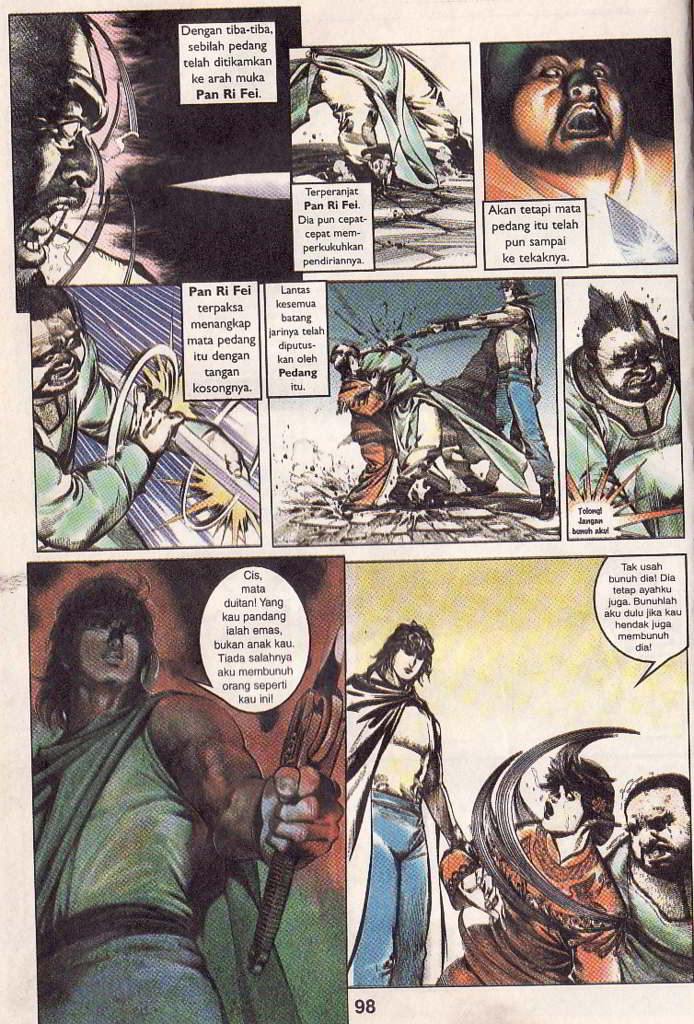 Dengan tiba-tiba,
sebilah pedang
telah ditikamkan
ke arah muka
Pan Ri Fei.
Terperanjat
Pan Ri Fei.
Dia pun cepat-
cepat mem-
perkukuhkan
pendiriannya.
Akan tetapi mata
pedang itu telah
pun sampai
ke tekaknya.
Pan Ri Fei
terpaksa
menangkap
mata pedang
itu dengan
tangan
kosongnya.
Lantas
kesemua
batang
jarinya telah
diputus-
kan oleh
Pedang
itu.
Tolong!
Jangan
bunuh aku!
Cis,
mata
duitan! Yang
kau pandang
ialah emas,
bukan anak kau.
Tiada salahnya
aku membunuh
orang seperti
kau ini!
Tak usah
bunuh dia! Dia
tetap ayahku
juga. Bunuhlah
aku dulu jika kau
hendak juga
membunuh
dia!
98